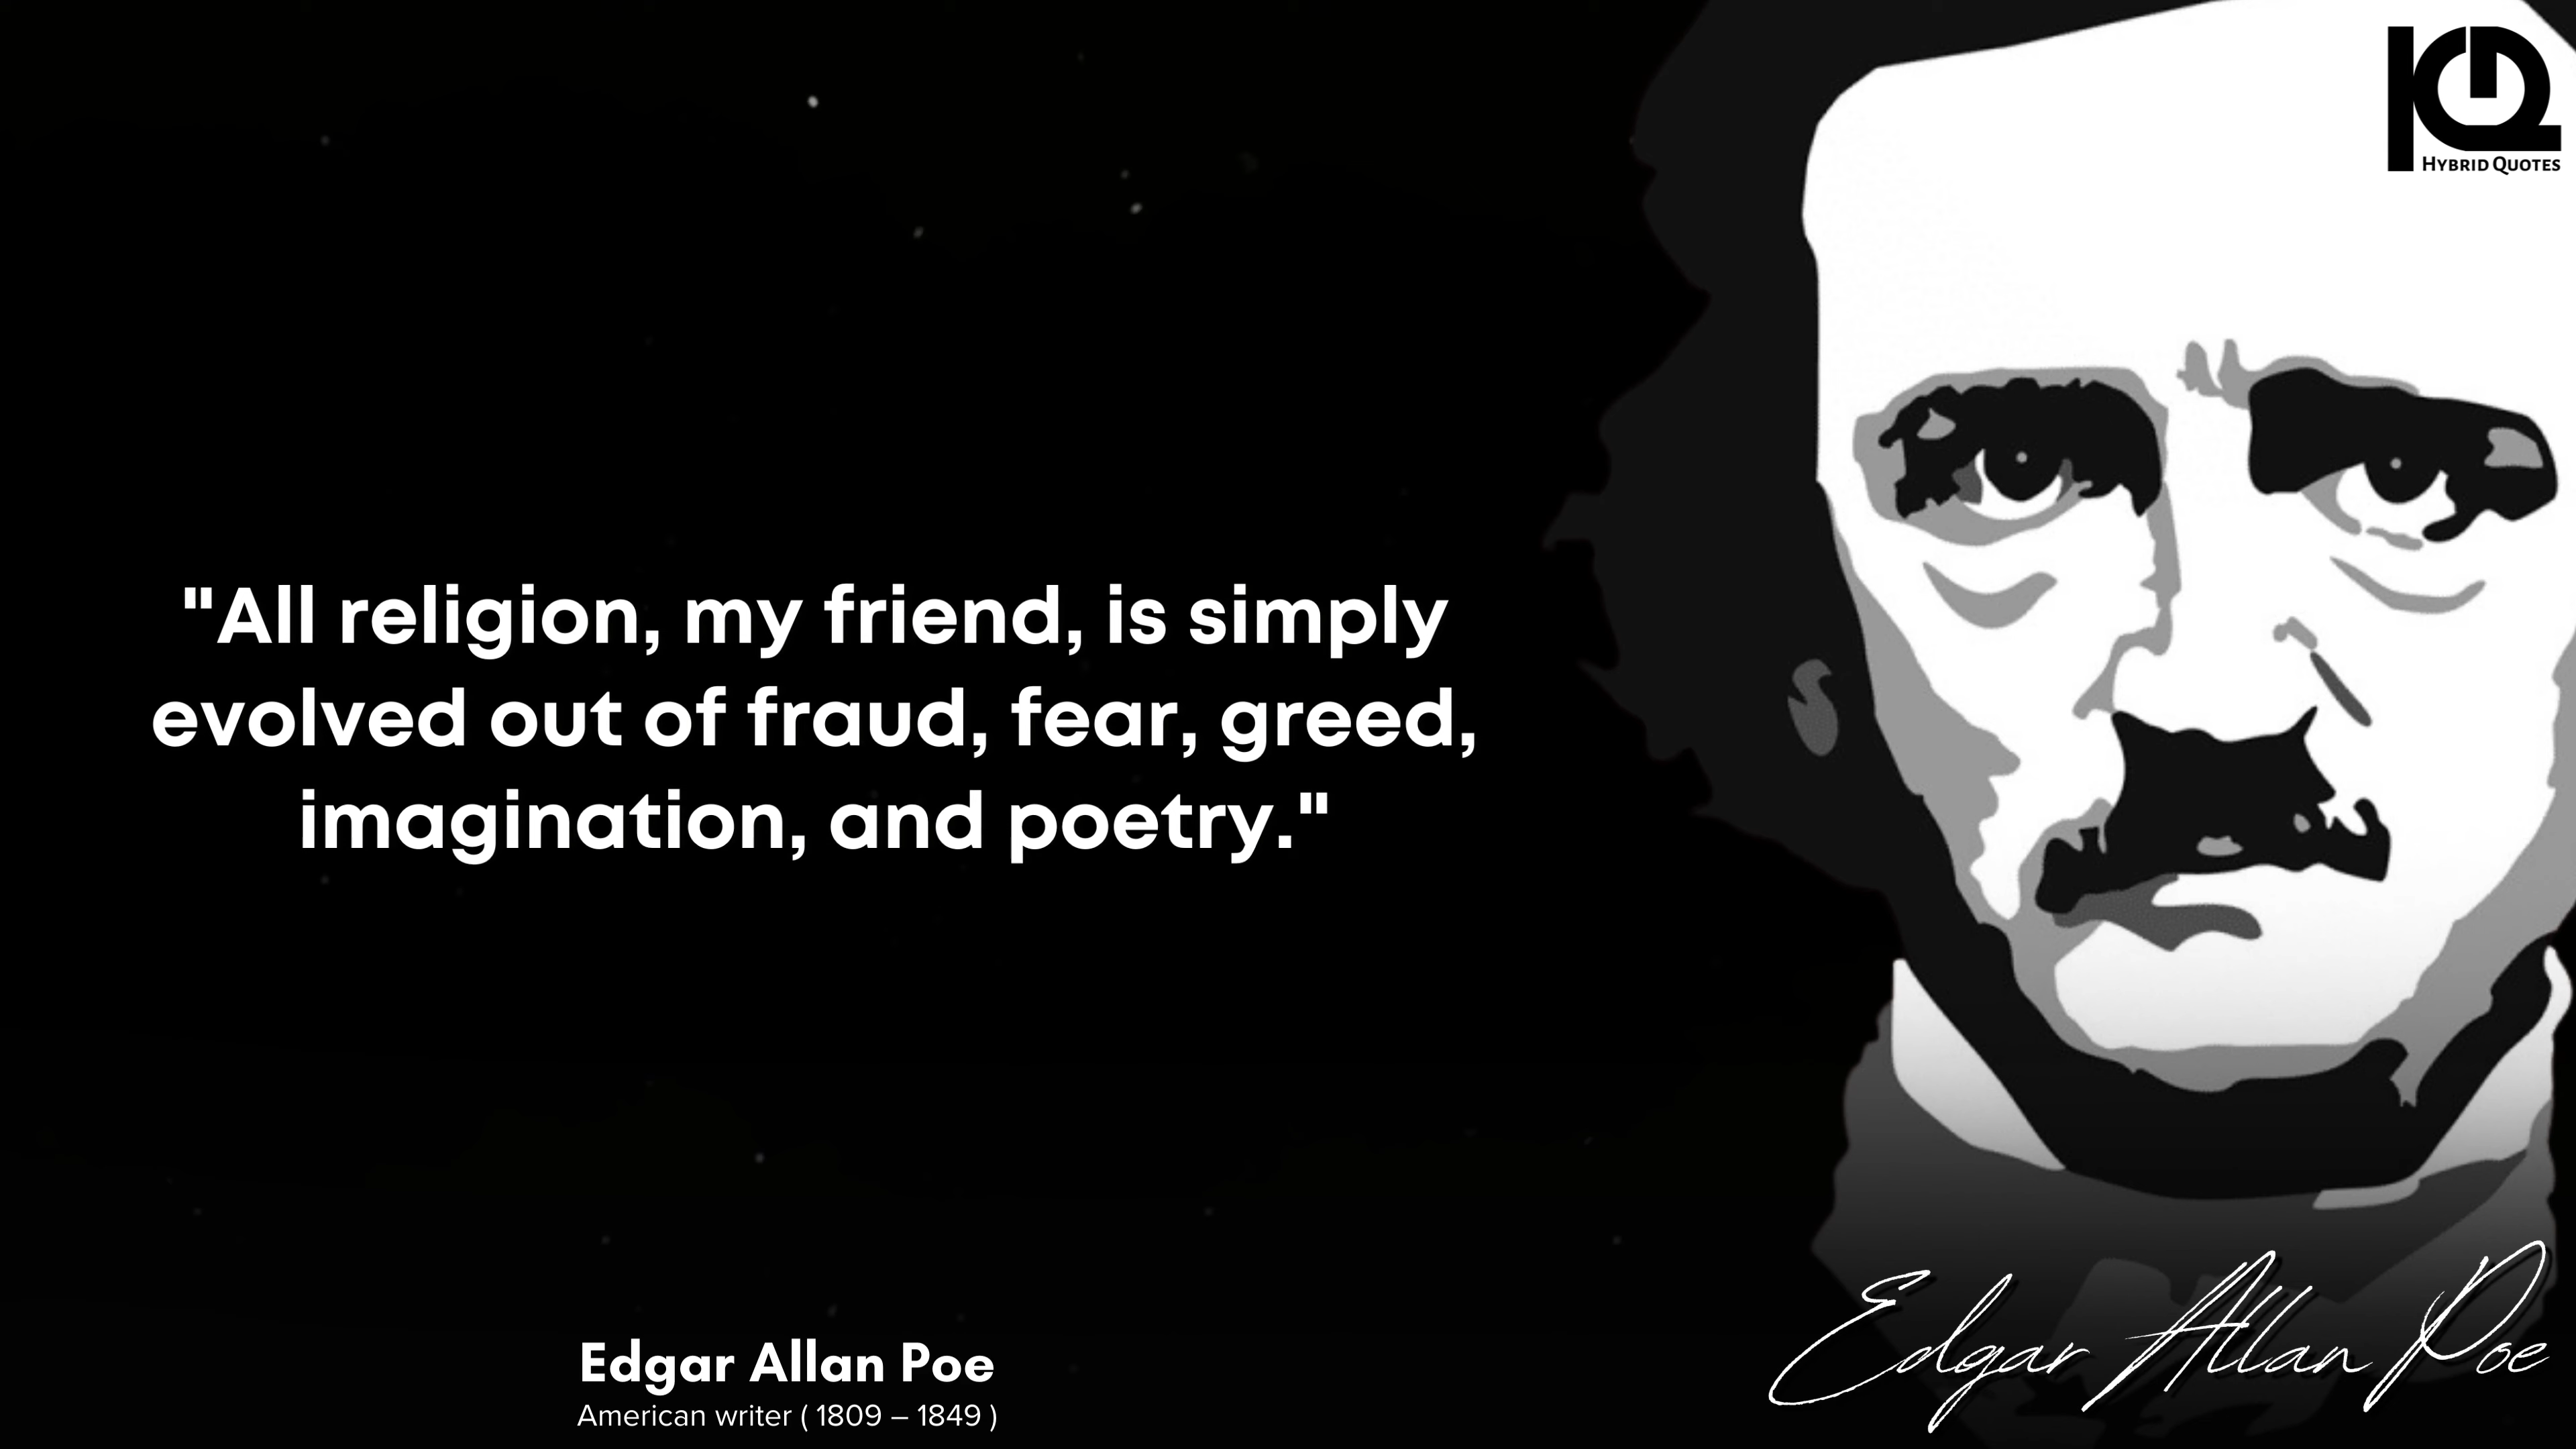 HYBRID QUOTES
"All religion, my friend, is simply
evolved out of fraud, fear, greed,
imagination, and poetry."
Edgar Allan Poe
American writer ( 1809 – 1849 )
Edgar Allan Poe